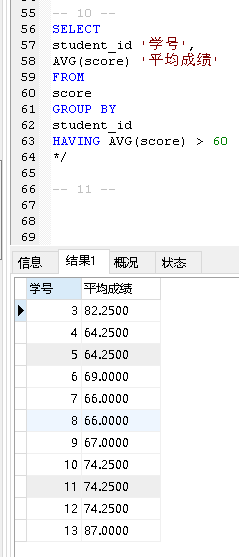 55 -- 10 --
56 SELECT
57 student_id '学号',
58 AVG(score) '平均成绩'
59 FROM
60 score
61 GROUP BY
62 student_id
63 HAVING AVG(score) > 60
64 */
65
66 -- 11 --
67
68
69
信息 结果1 概况 状态
学号 平均成绩
3 82.2500
4 64.2500
5 64.2500
6 69.0000
7 66.0000
8 66.0000
9 67.0000
10 74.2500
11 74.2500
12 74.2500
13 87.0000